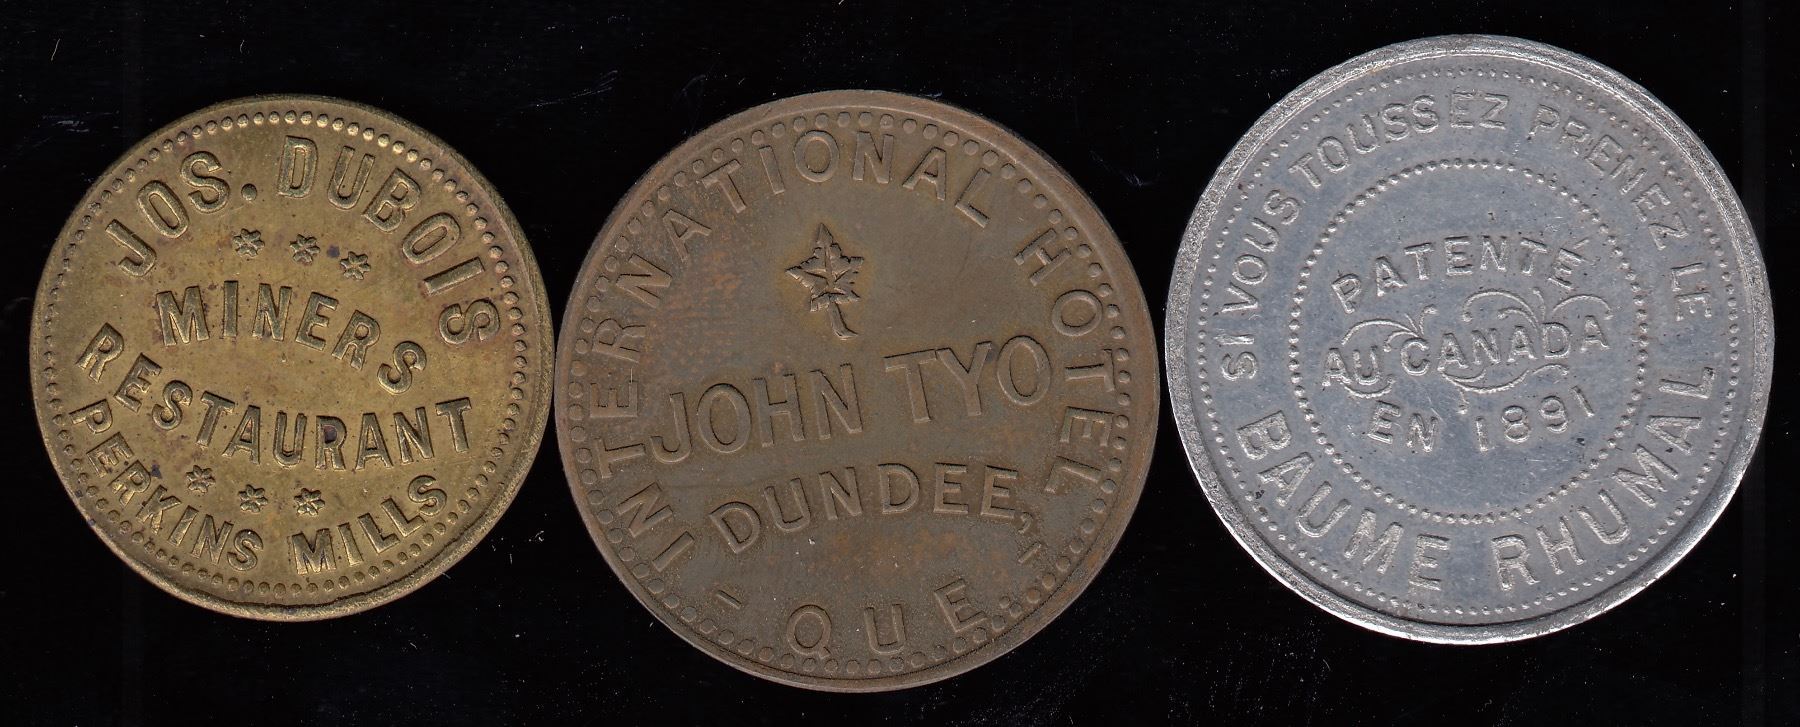 JOS. DUBOIS
MINERS
RESTAURANT
PERKINS MILLS
INTERNATIONAL HOTEL
JOHN TYO
DUNDEE,
- QUE -
SI VOUS TOUSSEZ PRENEZ LE
PATENTÉ
AU CANADA
EN 1891
BAUME RHUMAL